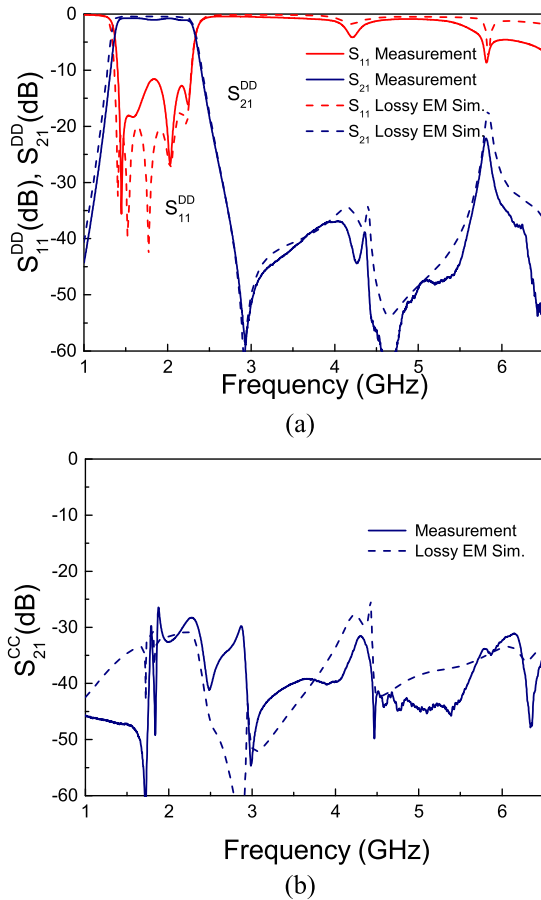 0
-10
-20
-30
-40
-50
-60
1 2 3 4 5 6
S11DD(dB), S21DD(dB)
Frequency (GHz)
S11 Measurement
S21 Measurement
S11 Lossy EM Sim.
S21 Lossy EM Sim.
S21DD
S11DD
(a)
0
-10
-20
-30
-40
-50
-60
1 2 3 4 5 6
S21CC(dB)
Frequency (GHz)
Measurement
Lossy EM Sim.
(b)